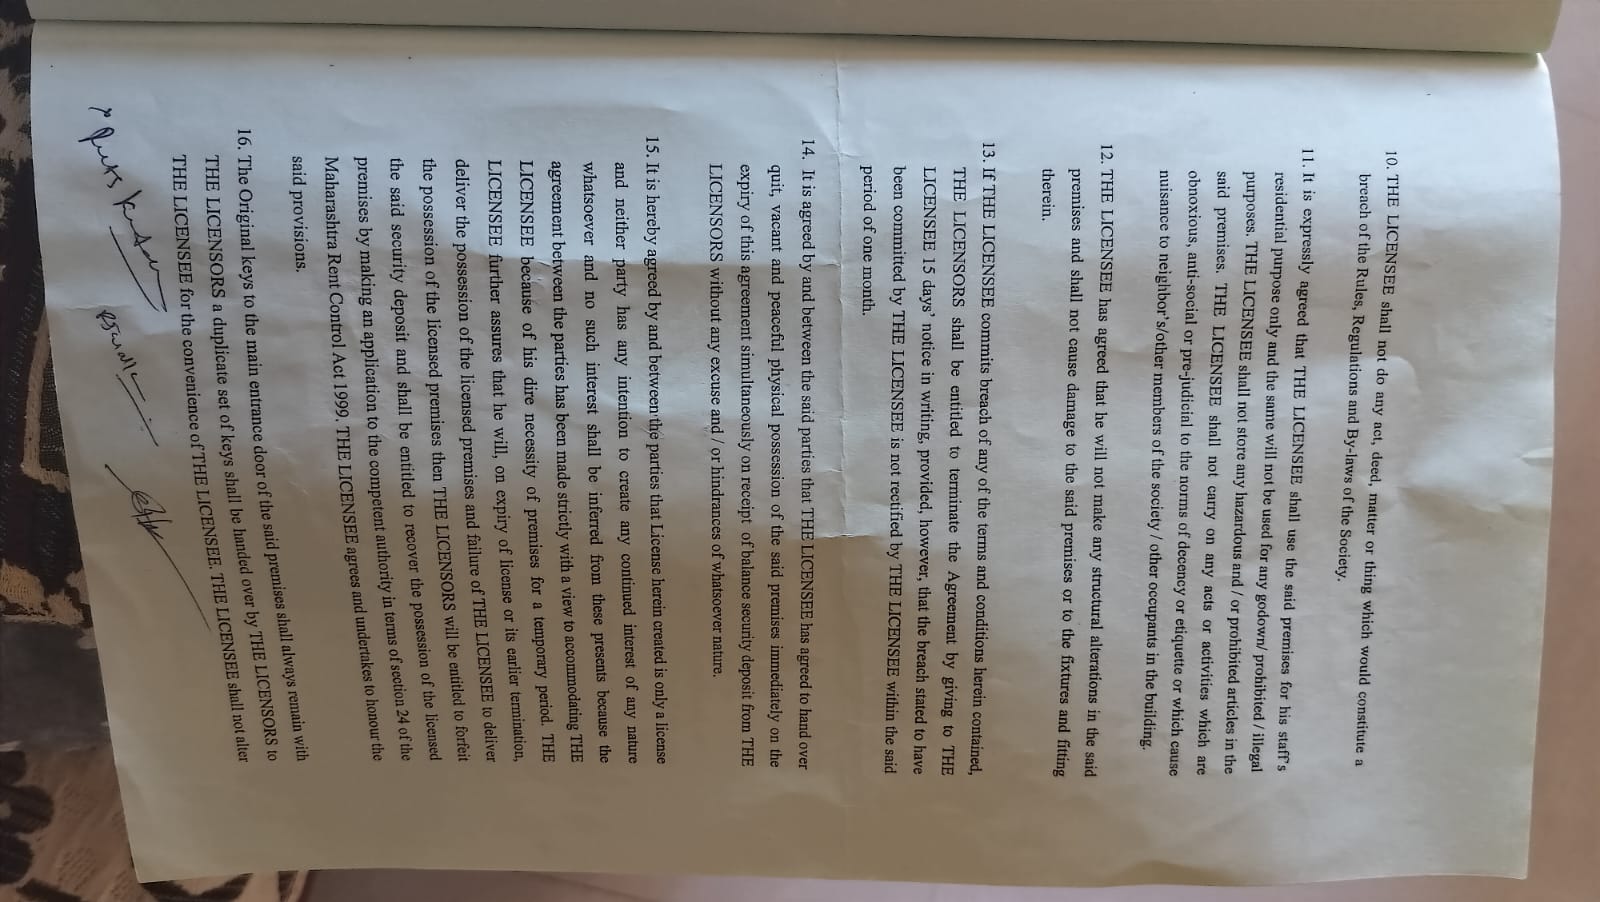 10. THE LICENSEE shall not do any act, deed, matter or thing which would constitute a
breach of the Rules, Regulations and By-laws of the Society.
11. It is expressly agreed that THE LICENSEE shall use the said premises for his staff's
residential purpose only and the same will not be used for any godown/ prohibited / illegal
purposes. THE LICENSEE shall not store any hazardous and / or prohibited articles in the
said premises. THE LICENSEE shall not carry on any acts or activities which are
obnoxious, anti-social or pre-judicial to the norms of decency or etiquette or which cause
nuisance to neighbor's/other members of the society / other occupants in the building.
12. THE LICENSEE has agreed that he will not make any structural alterations in the said
premises and shall not cause damage to the said premises or to the fixtures and fitting
therein.
13. If THE LICENSEE commits breach of any of the terms and conditions herein contained,
THE LICENSORS shall be entitled to terminate the Agreement by giving to THE
LICENSEE 15 days' notice in writing, provided, however, that the breach stated to have
been committed by THE LICENSEE is not rectified by THE LICENSEE within the said
period of one month.
14. It is agreed by and between the said parties that THE LICENSEE has agreed to hand over
quit, vacant and peaceful physical possession of the said premises immediately on the
expiry of this agreement simultaneously on receipt of balance security deposit from THE
LICENSORS without any excuse and / or hindrances of whatsoever nature.
15. It is hereby agreed by and between the parties that License herein created is only a license
and neither party has any intention to create any continued interest of any nature
whatsoever and no such interest shall be inferred from these presents because the
agreement between the parties has been made strictly with a view to accommodating THE
LICENSEE because of his dire necessity of premises for a temporary period. THE
LICENSEE further assures that he will, on expiry of license or its earlier termination,
deliver the possession of the licensed premises and failure of THE LICENSEE to deliver
the possession of the licensed premises then THE LICENSORS will be entitled to forfeit
the said security deposit and shall be entitled to recover the possession of the licensed
premises by making an application to the competent authority in terms of section 24 of the
Maharashtra Rent Control Act 1999. THE LICENSEE agrees and undertakes to honour the
said provisions.
16. The Original keys to the main entrance door of the said premises shall always remain with
THE LICENSORS a duplicate set of keys shall be handed over by THE LICENSORS to
THE LICENSEE for the convenience of THE LICENSEE. THE LICENSEE shall not alter